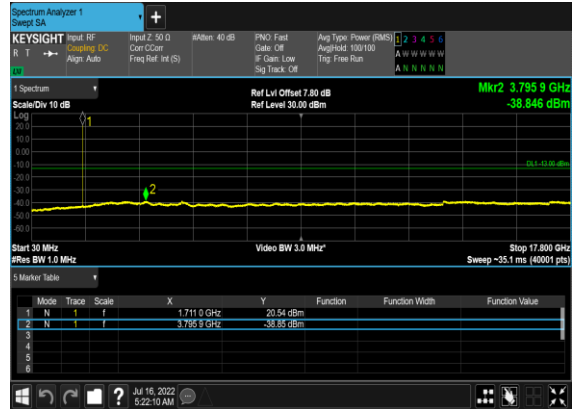 Spectrum Analyzer 1
Swept SA
+
KEYSIGHT Input: RF Input Z: 50 Ω #Atten: 40 dB PNO: Fast Avg Type: Power (RMS) 1 2 3 4 5 6
R T Coupling: DC Corr CCorr Gate: Off Avg|Hold: 100/100 A W W W W W
Align: Auto Freq Ref: Int (S) IF Gain: Low Trig: Free Run
Sig Track: Off A N N N N N
1 Spectrum Ref Lvl Offset 7.80 dB Mkr2 3.795 9 GHz
Scale/Div 10 dB Ref Level 30.00 dBm -38.846 dBm
Log
1
20.0
10.0
0.00
-10.0
DL1 -13.00 dBm
-20.0
-30.0
2
-40.0
-50.0
-60.0
Start 30 MHz Video BW 3.0 MHz* Stop 17.800 GHz
#Res BW 1.0 MHz Sweep ~35.1 ms (40001 pts)
5 Marker Table
Mode Trace Scale X Y Function Function Width Function Value
1 N 1 f 1.711 0 GHz 20.54 dBm
2 N 1 f 3.795 9 GHz -38.85 dBm
3
4
5
6
? Jul 16, 2022
5:22:10 AM